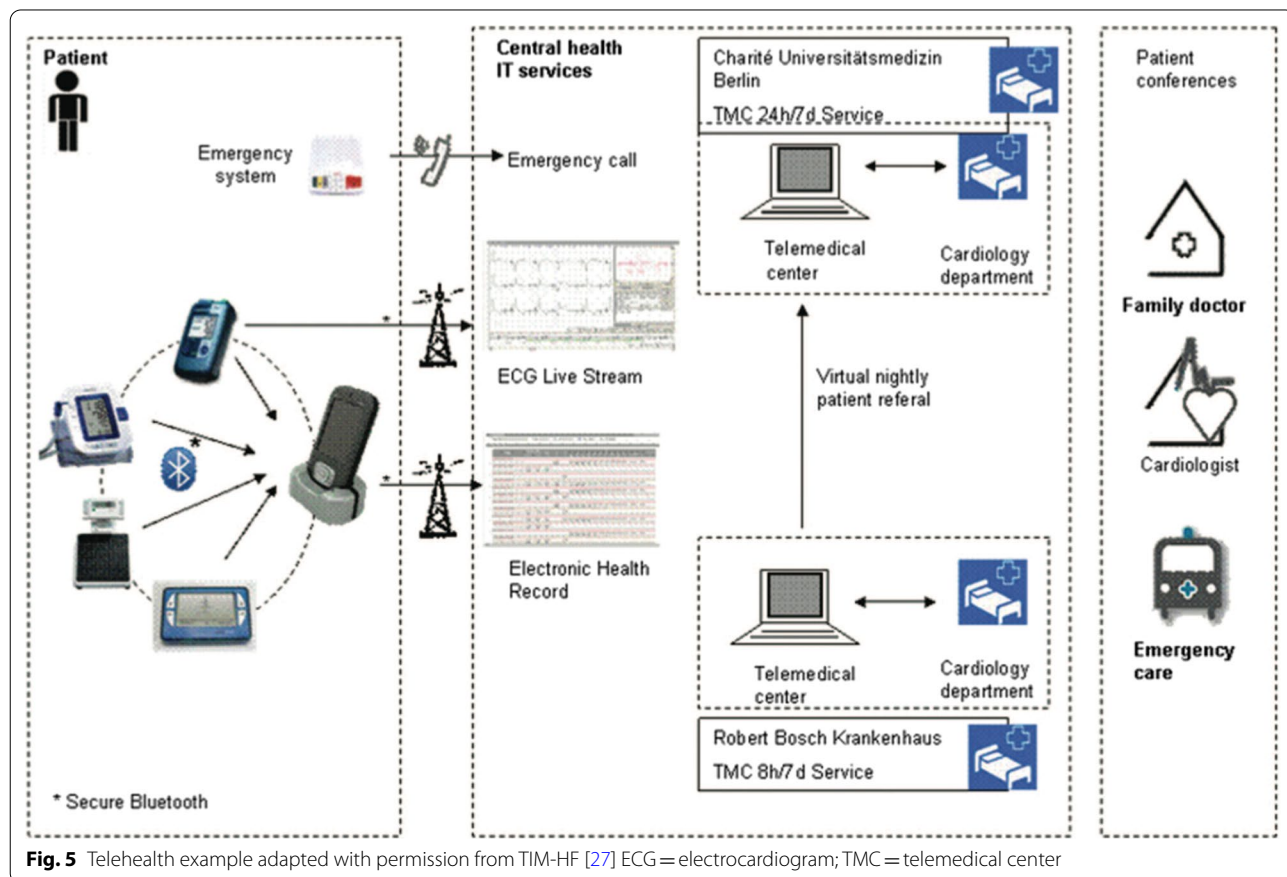 Patient
Emergency
system
* 
*
*
* Secure Bluetooth
Central health
IT services
Emergency call
ECG Live Stream
Electronic Health
Record
Charité Universitätsmedizin
Berlin
TMC 24h/7d Service
Telemedical
center
Cardiology
department
Virtual nightly
patient referal
Telemedical
center
Cardiology
department
Robert Bosch Krankenhaus
TMC 8h/7d Service
Patient
conferences
Family doctor
Cardiologist
Emergency
care
Fig. 5 Telehealth example adapted with permission from TIM-HF [27] ECG = electrocardiogram; TMC = telemedical center